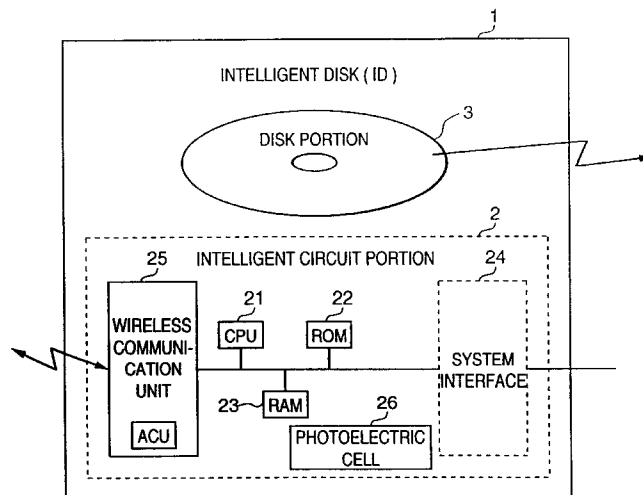 1
INTELLIGENT DISK ( ID )
3
DISK PORTION
2
INTELLIGENT CIRCUIT PORTION
25
24
21
22
WIRELESS
COMMUNI-
CATION
UNIT
CPU
ROM
SYSTEM
INTERFACE
23
RAM
26
ACU
PHOTOELECTRIC
CELL